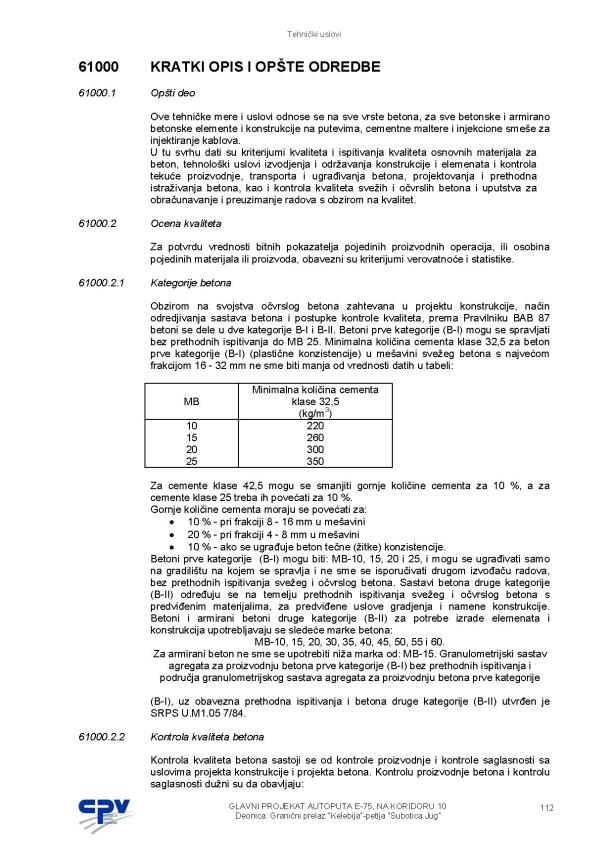 Tehnički uslovi
61000 KRATKI OPIS I OPŠTE ODREDBE
61000.1 Opšti deo
Ove tehničke mere i uslovi odnose se na sve vrste betona, za sve betonske i armirano
betonske elemente i konstrukcije na putevima, cementne maltere i injekcione smeše za
injektiranje kablova.
U tu svrhu dati su kriterijumi kvaliteta i ispitivanja kvaliteta osnovnih materijala za
beton, tehnološki uslovi izvodjenja i održavanja konstrukcije i elemenata i kontrola
tekuće proizvodnje, transporta i ugrađivanja betona, projektovanja i prethodna
istraživanja betona, kao i kontrola kvaliteta svežih i očvrslih betona i uputstva za
obračunavanje i preuzimanje radova s obzirom na kvalitet.
61000.2 Ocena kvaliteta
Za potvrdu vrednosti bitnih pokazatelja pojedinih proizvodnih operacija, ili osobina
pojedinih materijala ili proizvoda, obavezni su kriterijumi verovatnoće i statistike.
61000.2.1 Kategorije betona
Obzirom na svojstva očvrslog betona zahtevana u projektu konstrukcije, način
odredjivanja sastava betona i postupke kontrole kvaliteta, prema Pravilniku BAB 87
betoni se dele u dve kategorije B-I i B-II. Betoni prve kategorije (B-I) mogu se spravljati
bez prethodnih ispitivanja do MB 25. Minimalna količina cementa klase 32,5 za beton
prve kategorije (B-I) (plastične konzistencije) u mešavini svežeg betona s najvećom
frakcijom 16 - 32 mm ne sme biti manja od vrednosti datih u tabeli:
MB Minimalna količina cementa
klase 32,5
(kg/m³)
10 220
15 260
20 300
25 350
Za cemente klase 42,5 mogu se smanjiti gornje količine cementa za 10 %, a za
cemente klase 25 treba ih povećati za 10 %.
Gornje količine cementa moraju se povećati za:
• 10 % - pri frakciji 8 - 16 mm u mešavini
• 20 % - pri frakciji 4 - 8 mm u mešavini
• 10 % - ako se ugrađuje beton tečne (žitke) konzistencije.
Betoni prve kategorije (B-I) mogu biti: MB-10, 15, 20 i 25, i mogu se ugrađivati samo
na gradilištu na kojem se spravlja i ne sme se isporučivati drugom izvođaču radova,
bez prethodnih ispitivanja svežeg i očvrslog betona. Sastavi betona druge kategorije
(B-II) određuju se na temelju prethodnih ispitivanja svežeg i očvrslog betona s
predviđenim materijalima, za predviđene uslove gradjenja i namene konstrukcije.
Betoni i armirani betoni druge kategorije (B-II) za potrebe izrade elemenata i
konstrukcija upotrebljavaju se sledeće marke betona:
MB-10, 15, 20, 30, 35, 40, 45, 50, 55 i 60.
Za armirani beton ne sme se upotrebiti niža marka od: MB-15. Granulometrijski sastav
agregata za proizvodnju betona prve kategorije (B-I) bez prethodnih ispitivanja i
područja granulometrijskog sastava agregata za proizvodnju betona prve kategorije
(B-I), uz obavezna prethodna ispitivanja i betona druge kategorije (B-II) utvrđen je
SRPS U.M1.05 7/84.
61000.2.2 Kontrola kvaliteta betona
Kontrola kvaliteta betona sastoji se od kontrole proizvodnje i kontrole saglasnosti sa
uslovima projekta konstrukcije i projekta betona. Kontrolu proizvodnje betona i kontrolu
saglasnosti dužni su da obavljaju:
CPV
GLAVNI PROJEKAT AUTOPUTA E-75, NA KORIDORU 10 112
Deonica: Granični prelaz "Kelebija"-petlja "Subotica Jug"